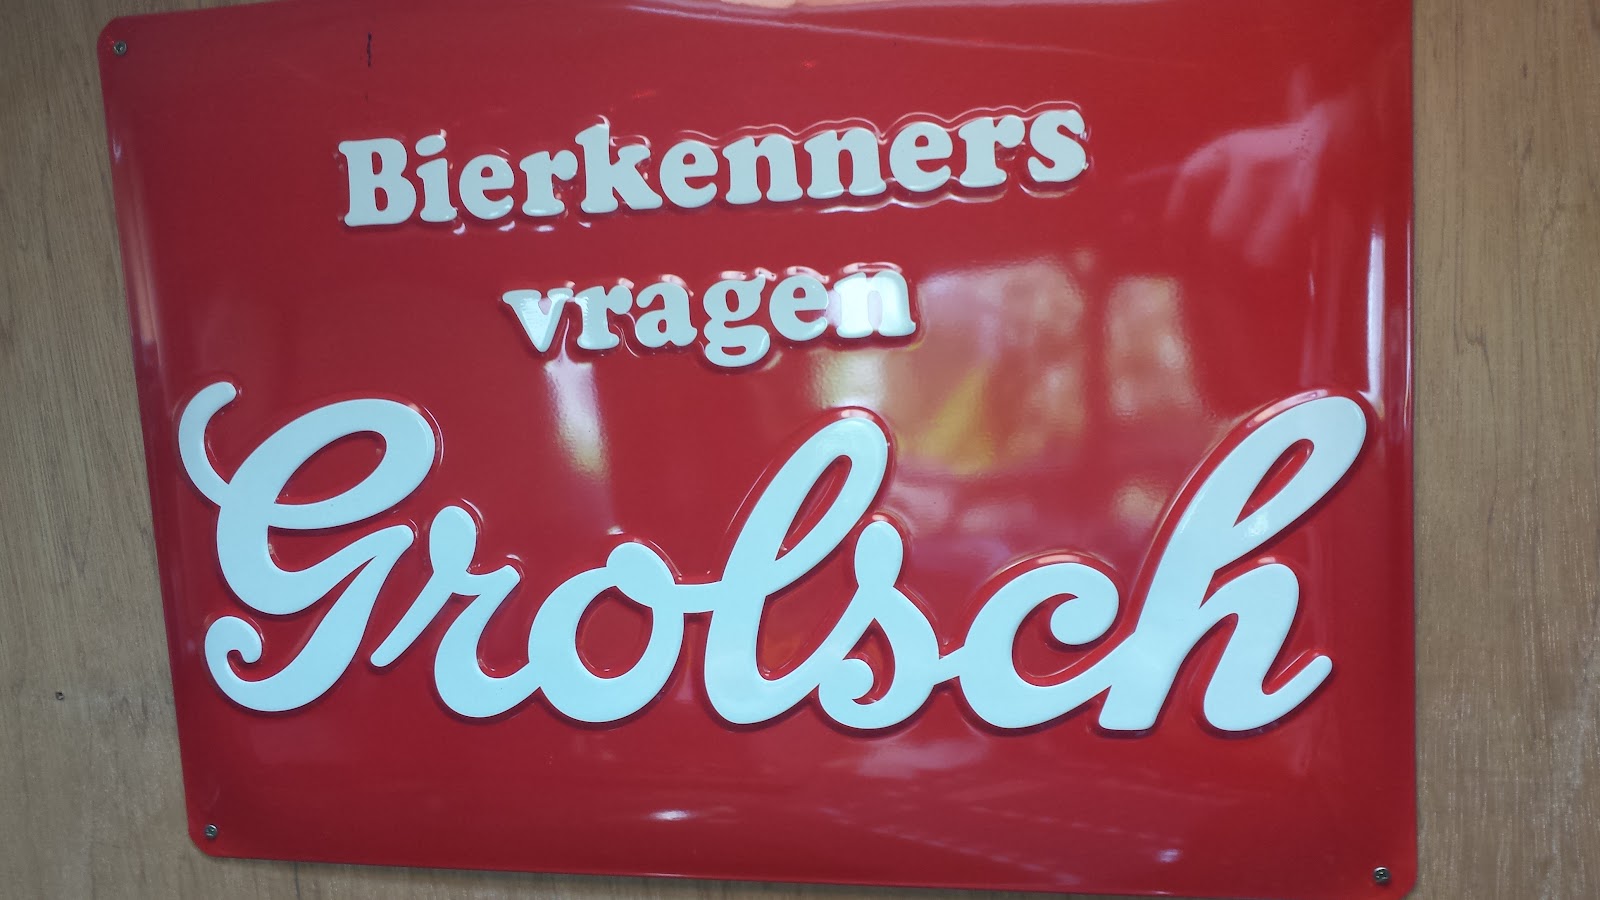 Bierkenners
vragen
Grolsch